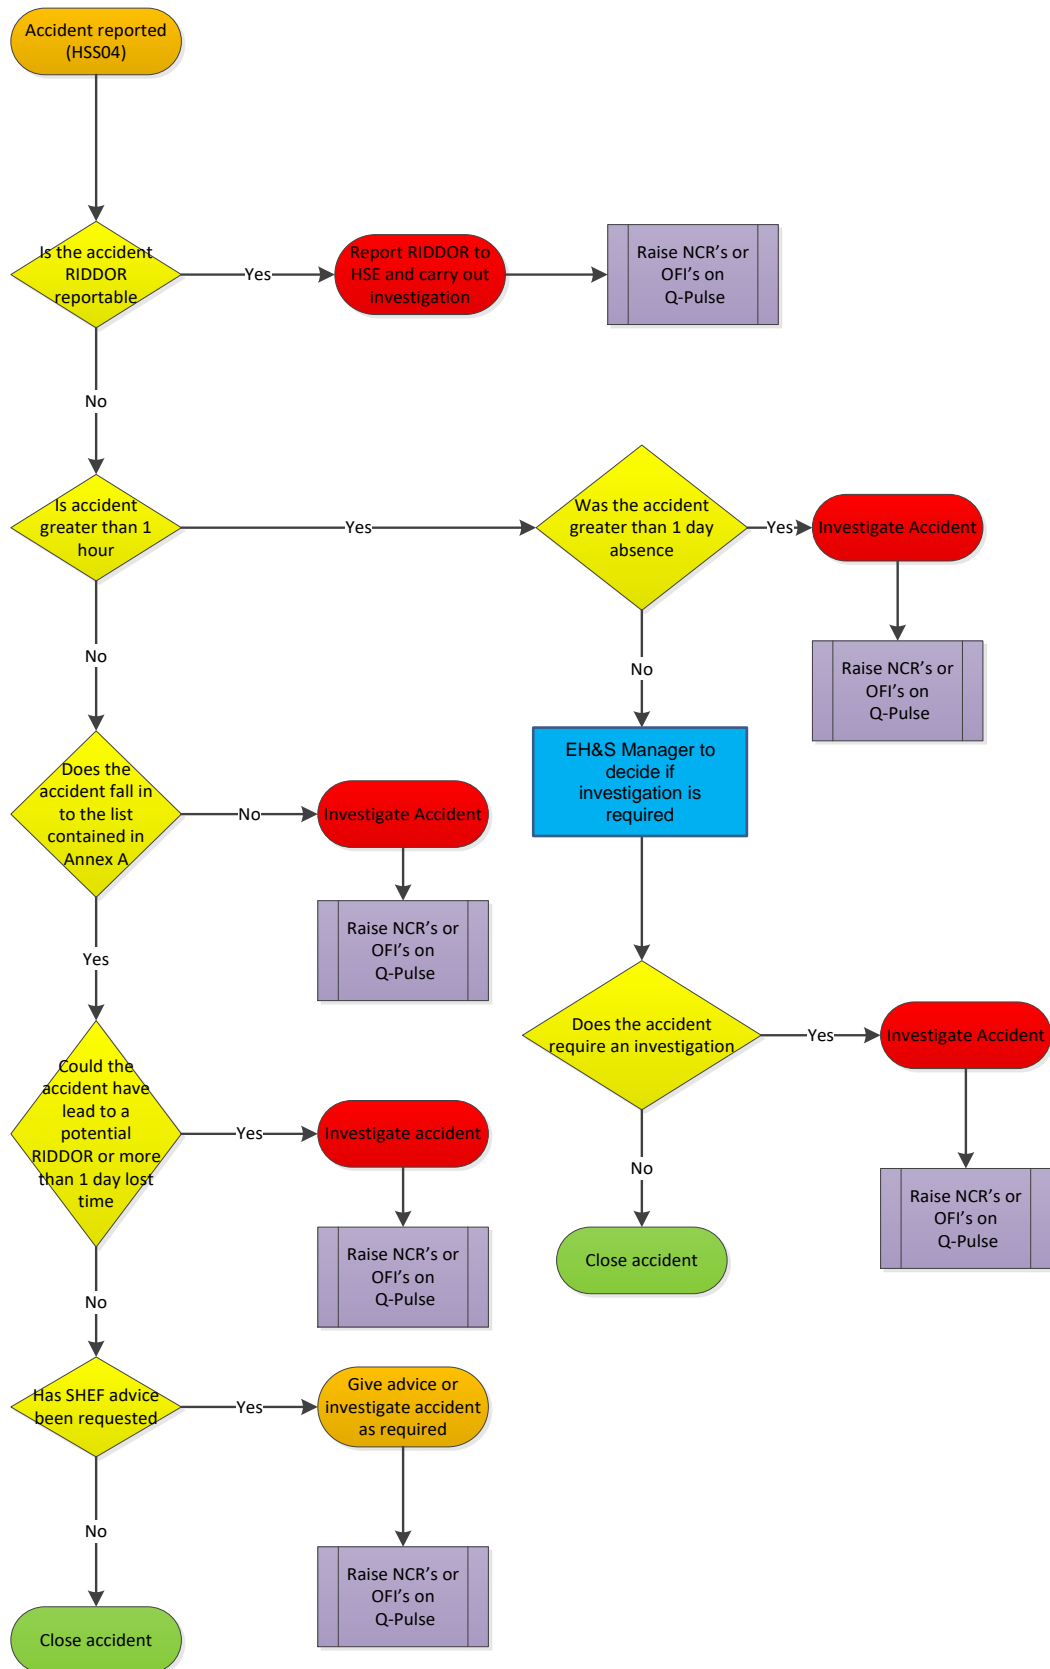 Accident reported
(HSS04)
Is the accident
RIDDOR
reportable
Yes
Report RIDDOR to
HSE and carry out
investigation
Raise NCR's or
OFI's on
Q-Pulse
No
Is accident
greater than 1
hour
Yes
Was the accident
greater than 1 day
absence
Yes
Investigate Accident
Raise NCR's or
OFI's on
Q-Pulse
No
No
EH&S Manager to
decide if
investigation is
required
Does the
accident fall in
to the list
contained in
Annex A
No
Investigate Accident
Raise NCR's or
OFI's on
Q-Pulse
Yes
Does the accident
require an investigation
Yes
Investigate Accident
Raise NCR's or
OFI's on
Q-Pulse
No
Close accident
Could the
accident have
lead to a
potential
RIDDOR or more
than 1 day lost
time
Yes
Investigate accident
Raise NCR's or
OFI's on
Q-Pulse
No
Has SHEF advice
been requested
Yes
Give advice or
investigate accident
as required
Raise NCR's or
OFI's on
Q-Pulse
No
Close accident